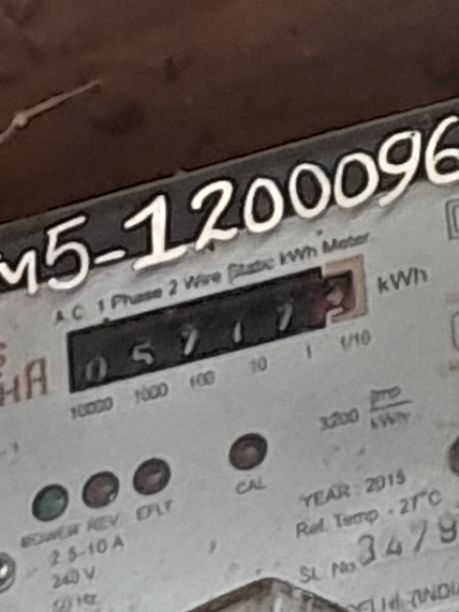 M5-1200096
A.C. 1 Phase 2 Wire Static kWh Meter
0 5 7 1 7
kWh
10000 1000 100 10 1 1/10
3200 imp/kWh
CAL
POWER REV EFLT
YEAR : 2015
2.5-10 A
Ref. Temp - 27°C
240 V
SL No 3479